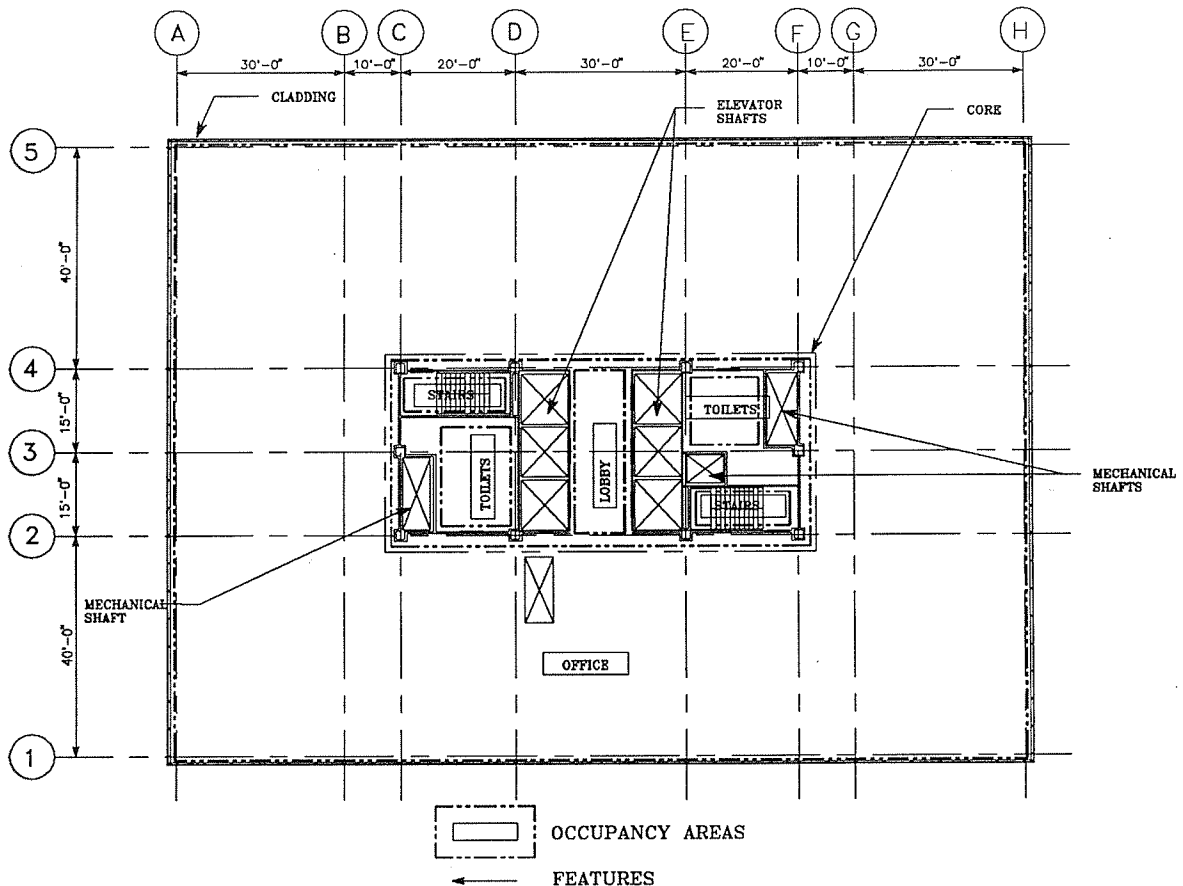 A B C D E F G H
30'-0" 10'-0" 20'-0" 30'-0" 20'-0" 10'-0" 30'-0"
CLADDING
ELEVATOR
SHAFTS
CORE
5
40'-0"
4
15'-0"
3
15'-0"
2
40'-0"
1
STAIRS
TOILETS
LOBBY
TOILETS
STAIRS
MECHANICAL
SHAFTS
MECHANICAL
SHAFT
OFFICE
OCCUPANCY AREAS
FEATURES